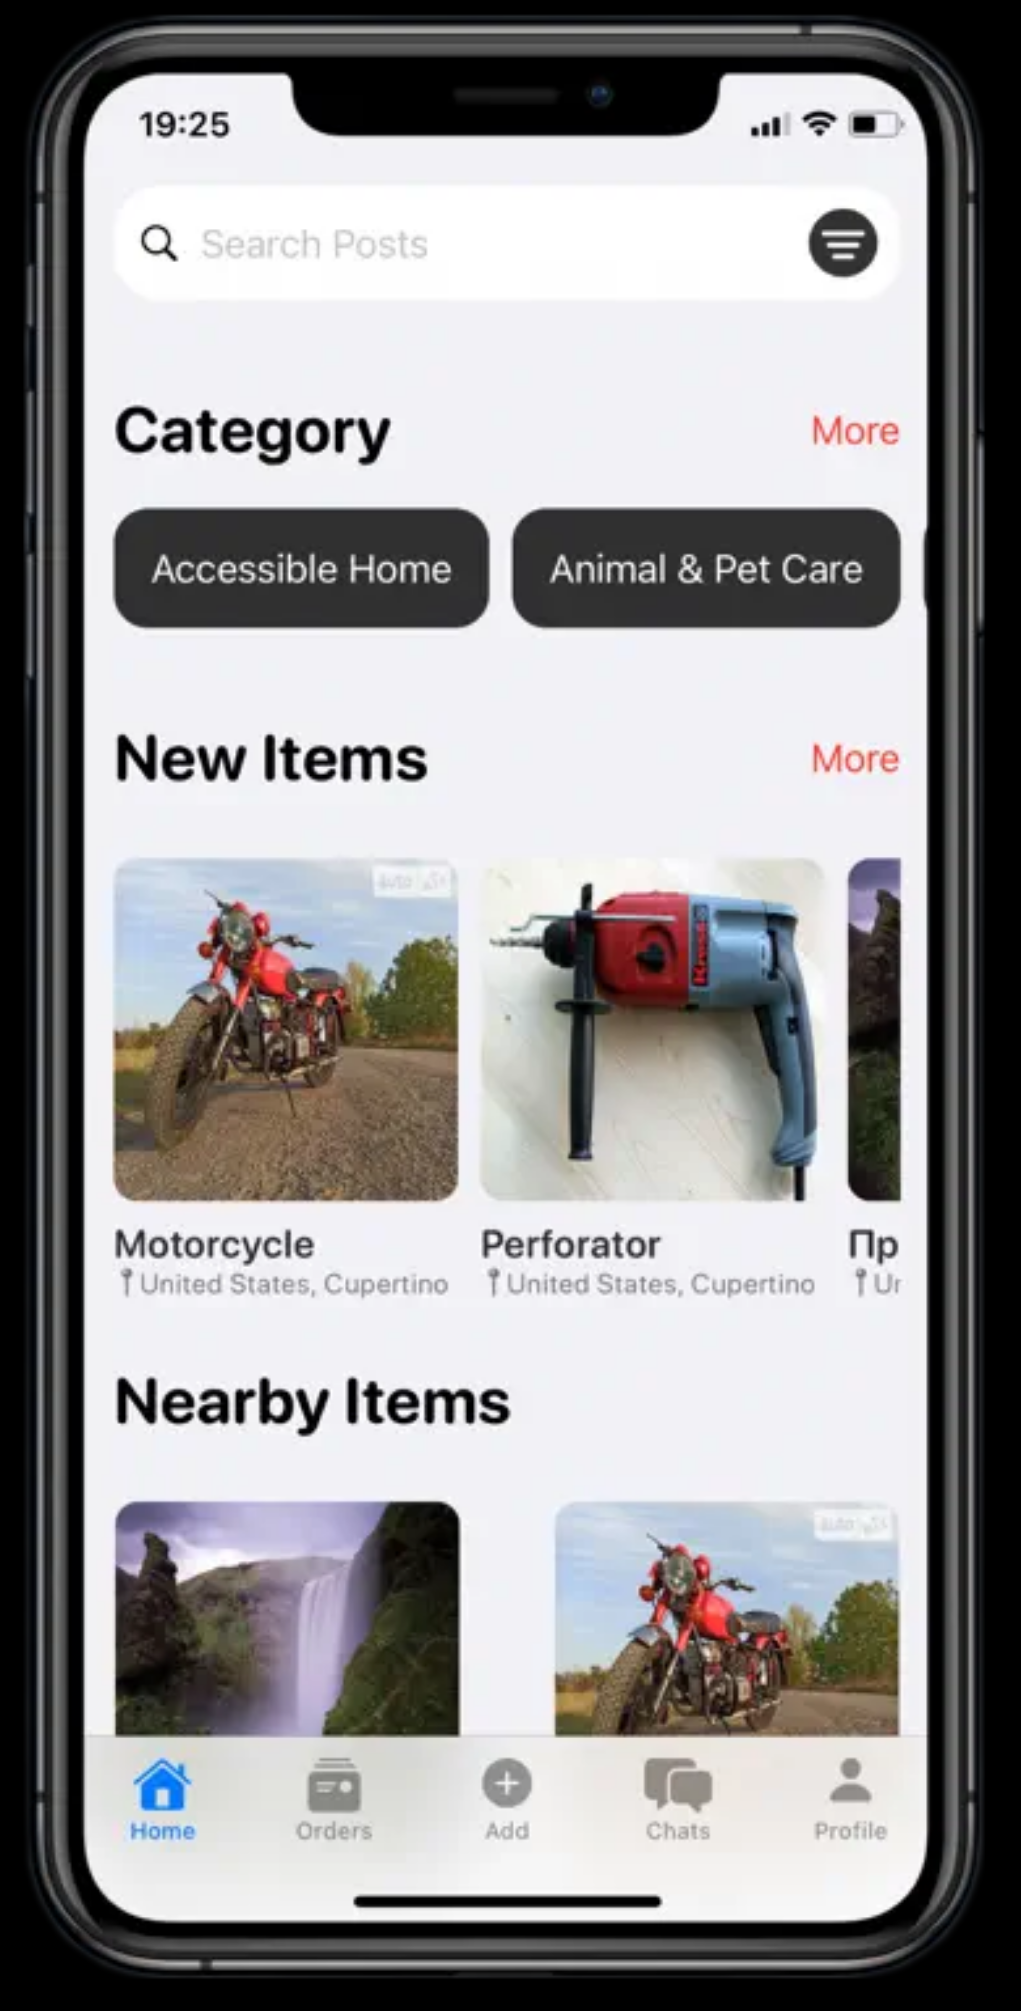 19:25
Search Posts
Category
More
Accessible Home
Animal & Pet Care
New Items
More
Kress
Motorcycle
Perforator
Пр
United States, Cupertino
United States, Cupertino
Ur
Nearby Items
Home
Orders
Add
Chats
Profile